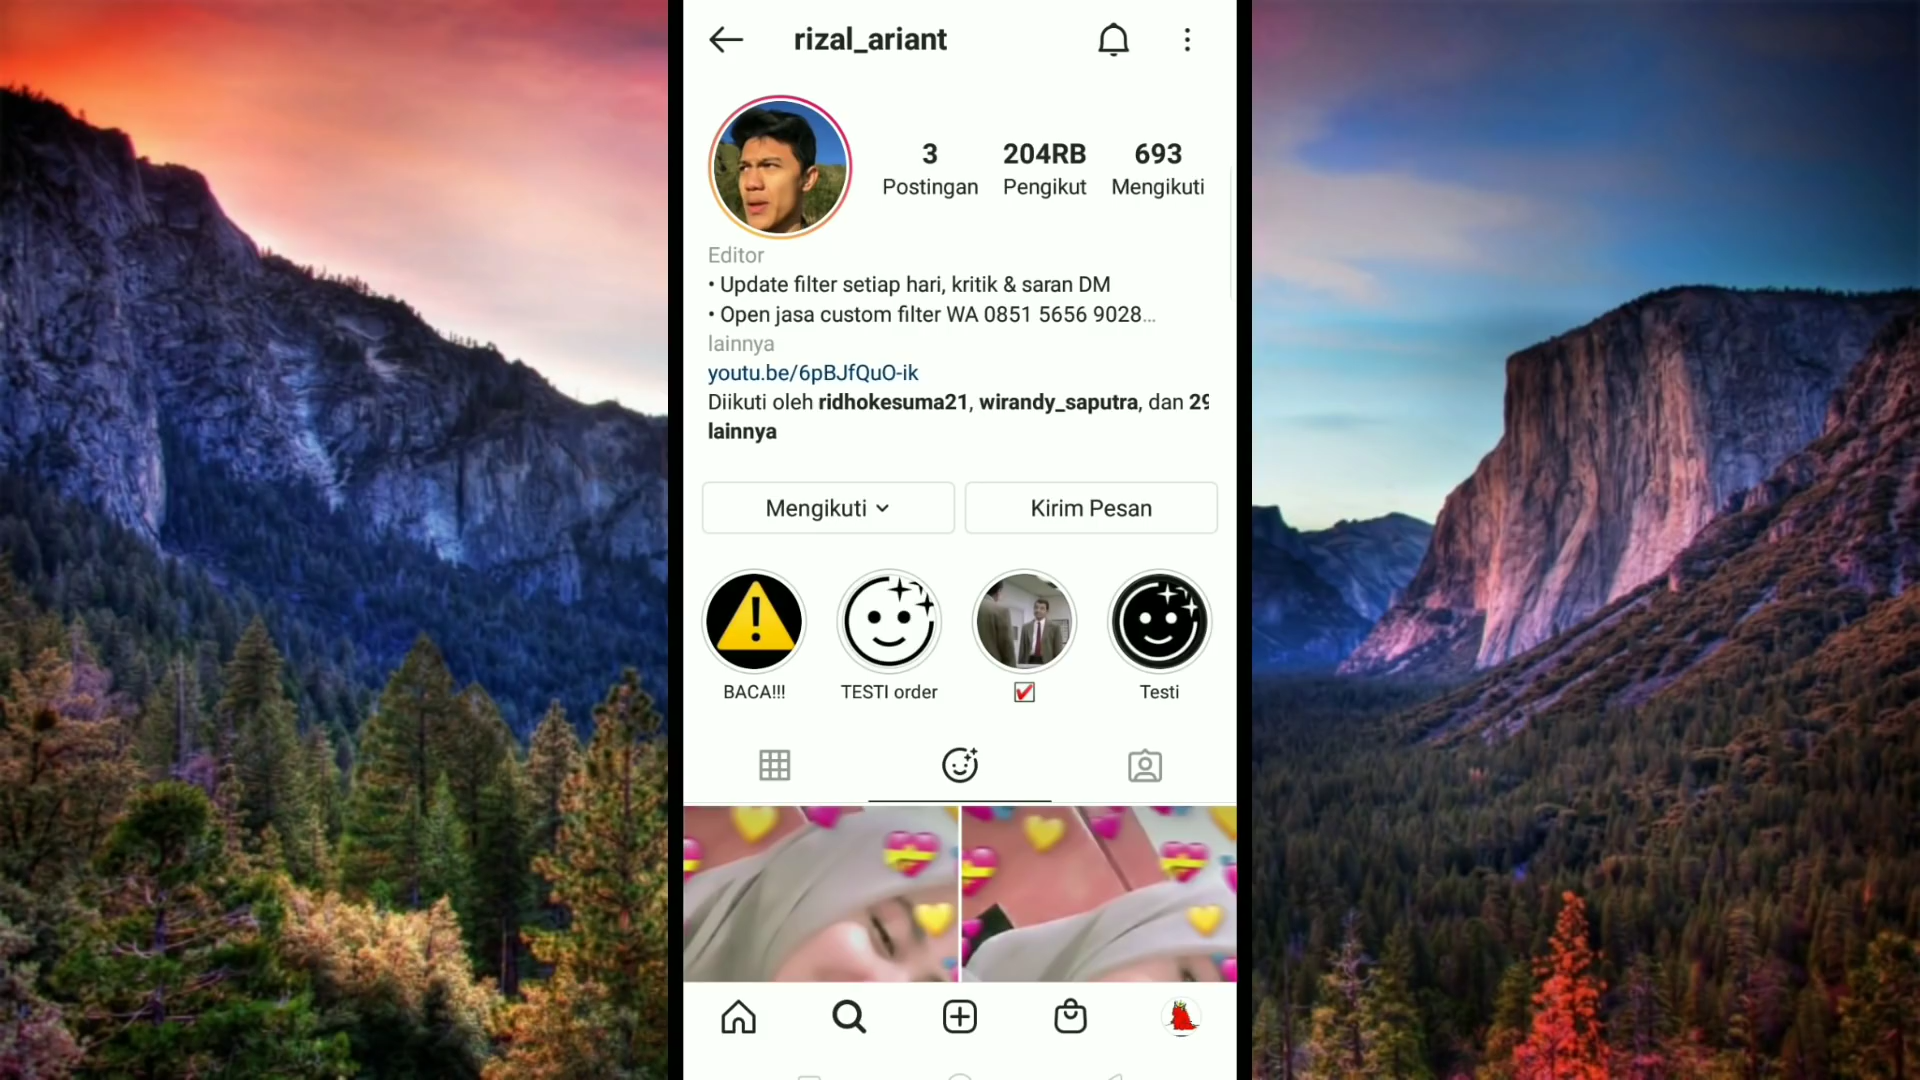 rizal_ariant
3 204RB 693
Postingan Pengikut Mengikuti
Editor
• Update filter setiap hari, kritik & saran DM
• Open jasa custom filter WA 0851 5656 9028...
lainnya
youtu.be/6pBJfQuO-ik
Diikuti oleh ridhokesuma21, wirandy_saputra, dan 29
lainnya
Mengikuti Kirim Pesan
BACA!!! TESTI order Testi